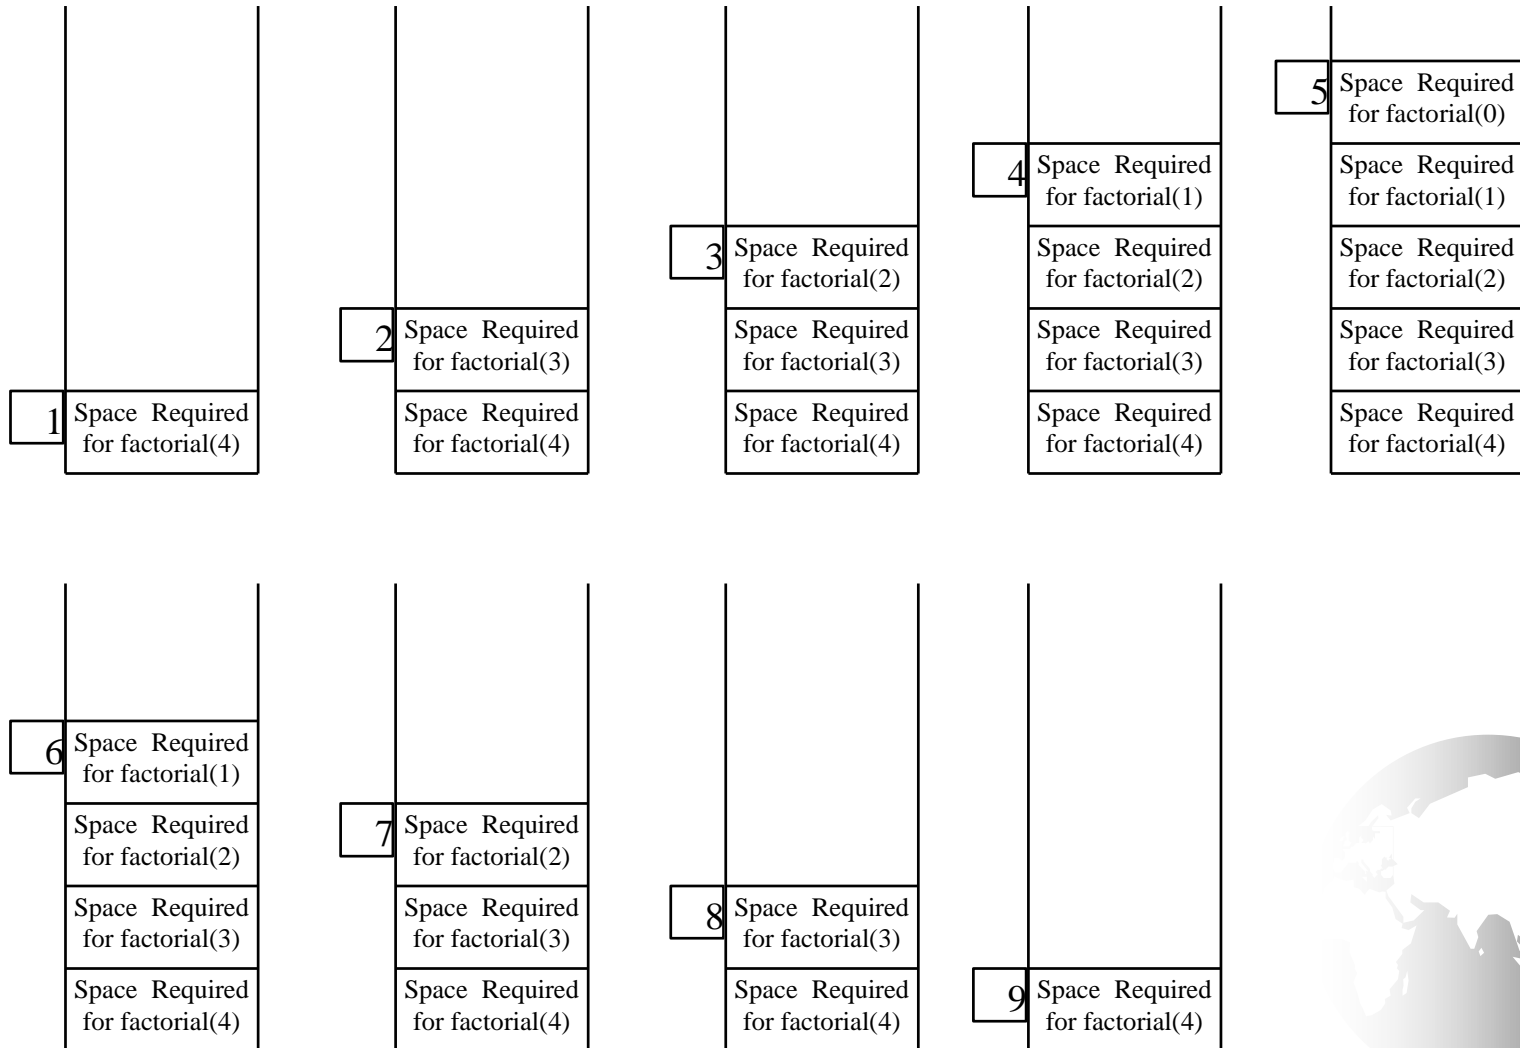 1
Space Required
for factorial(4)
2
Space Required
for factorial(3)
Space Required
for factorial(4)
3
Space Required
for factorial(2)
Space Required
for factorial(3)
Space Required
for factorial(4)
4
Space Required
for factorial(1)
Space Required
for factorial(2)
Space Required
for factorial(3)
Space Required
for factorial(4)
5
Space Required
for factorial(0)
Space Required
for factorial(1)
Space Required
for factorial(2)
Space Required
for factorial(3)
Space Required
for factorial(4)
6
Space Required
for factorial(1)
Space Required
for factorial(2)
Space Required
for factorial(3)
Space Required
for factorial(4)
7
Space Required
for factorial(2)
Space Required
for factorial(3)
Space Required
for factorial(4)
8
Space Required
for factorial(3)
Space Required
for factorial(4)
9
Space Required
for factorial(4)